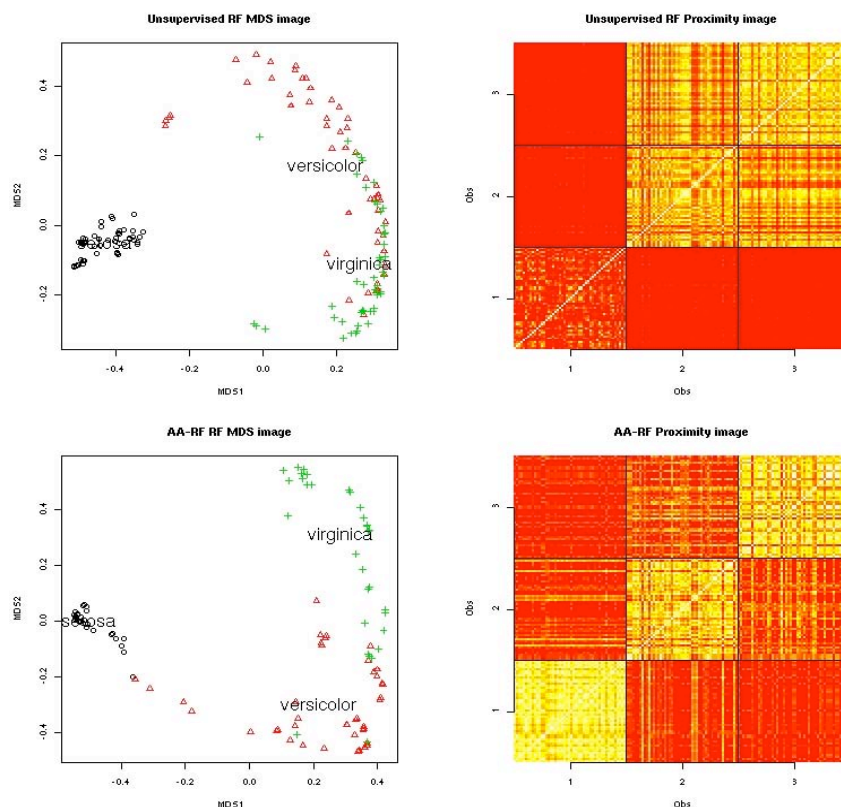 Unsupervised RF MDS image
0.4
0.2
0.0
-0.2
MDS2
versicolor
setosa
virginica
-0.4
-0.2
0.0
0.2
MDS1
Unsupervised RF Proximity image
3
2
1
Obs
1
2
3
Obs
AA-RF RF MDS image
0.4
0.2
0.0
-0.2
-0.4
MDS2
virginica
setosa
versicolor
-0.4
-0.2
0.0
0.2
0.4
MDS1
AA-RF Proximity image
3
2
1
Obs
1
2
3
Obs